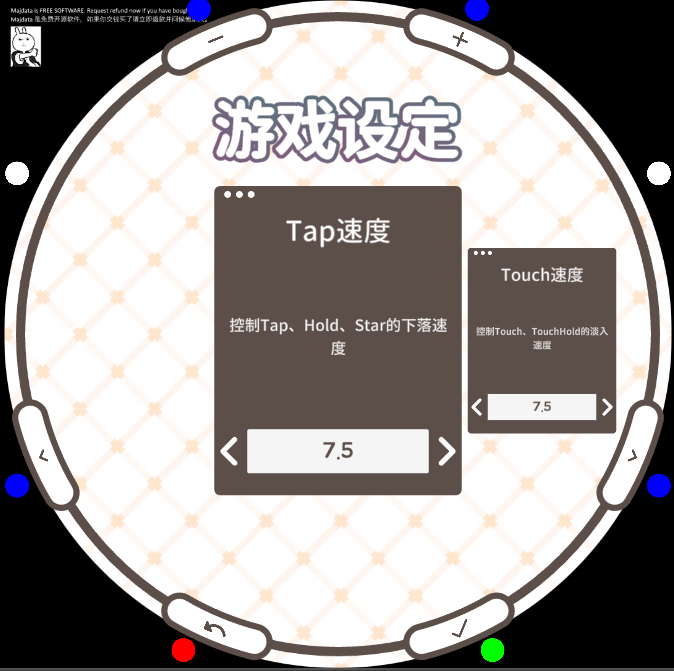 Majdata is FREE SOFTWARE. Request refund now if you have bough
Majdata 是免费开源软件，如果你交钱买了请立即退款并问候他
－
+
游戏设定
Tap速度
控制Tap、Hold、Star的下落速
度
7.5
Touch速度
控制Touch、TouchHold的淡入
速度
7.5